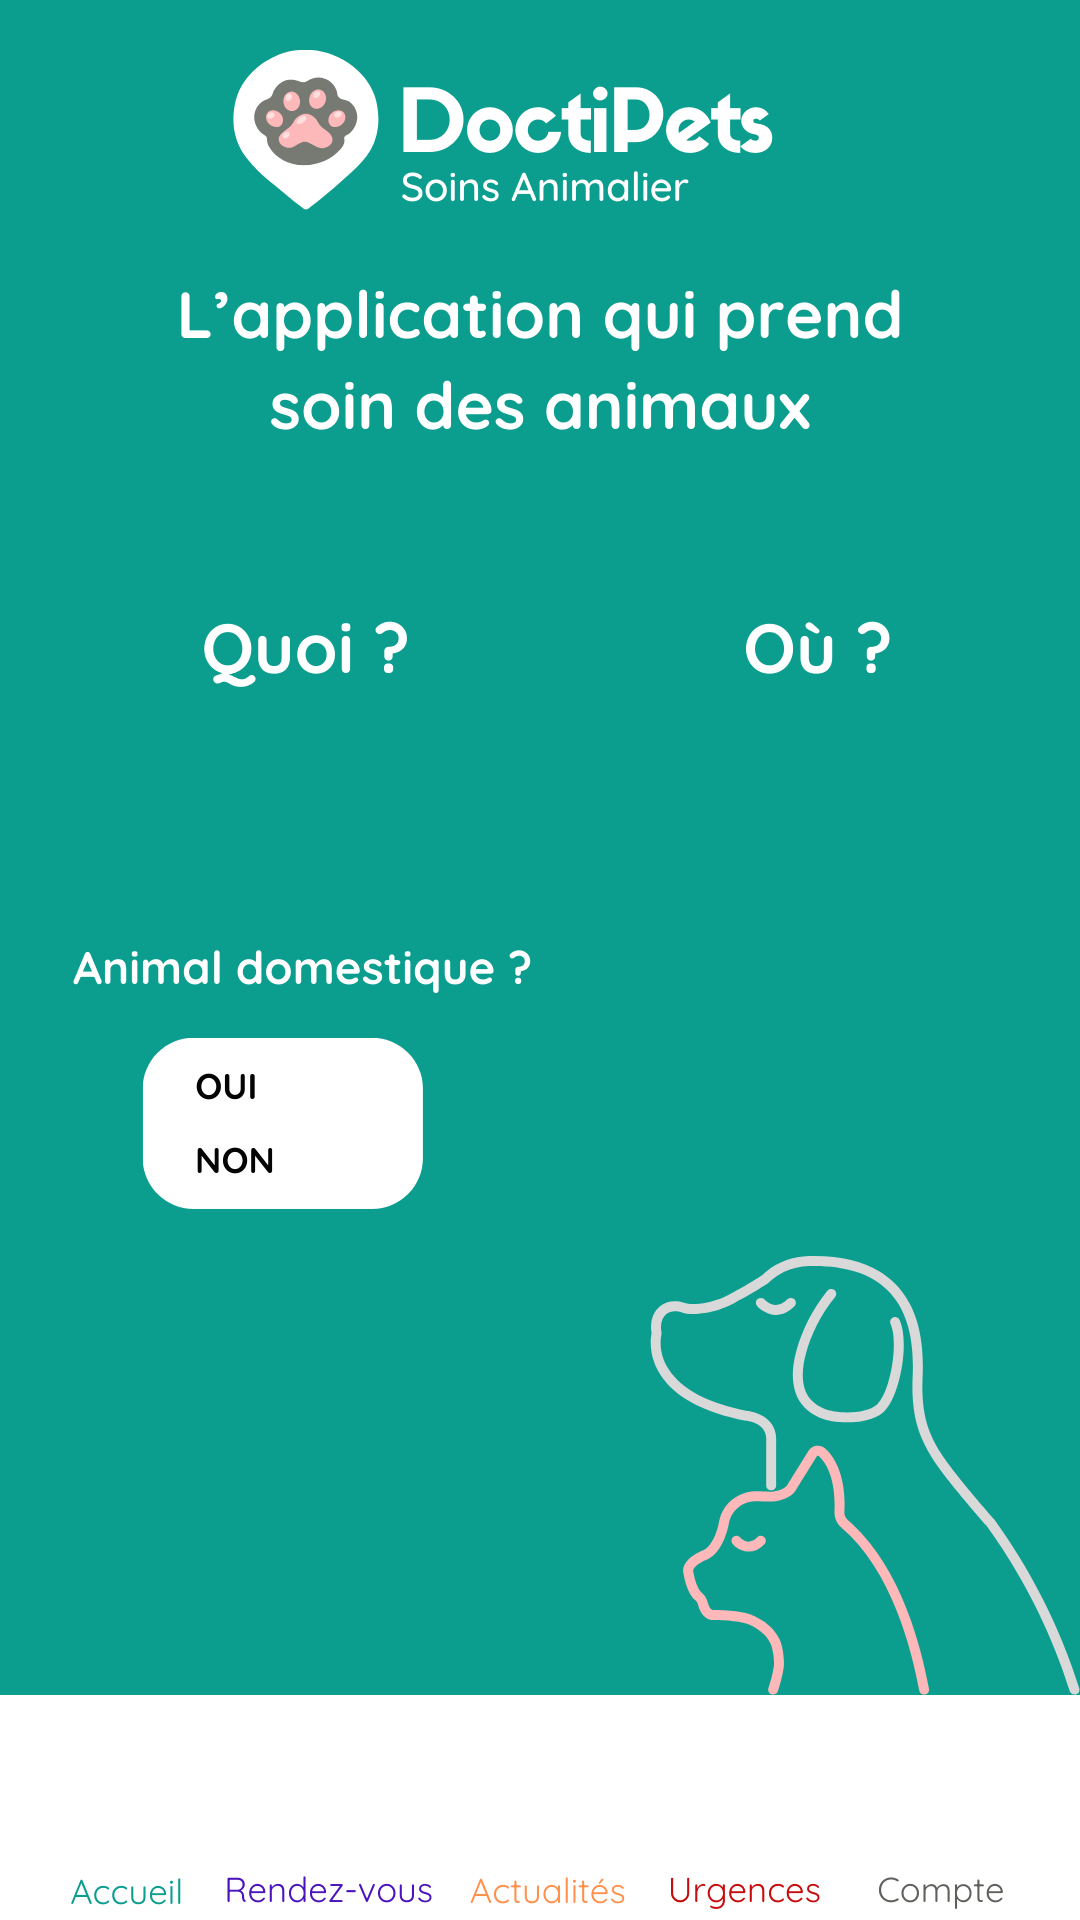 DoctiPets
Soins Animalier
L’application qui prend
soin des animaux
Quoi ?
Où ?
Animal domestique ?
OUI
NON
Accueil
Rendez-vous
Actualités
Urgences
Compte